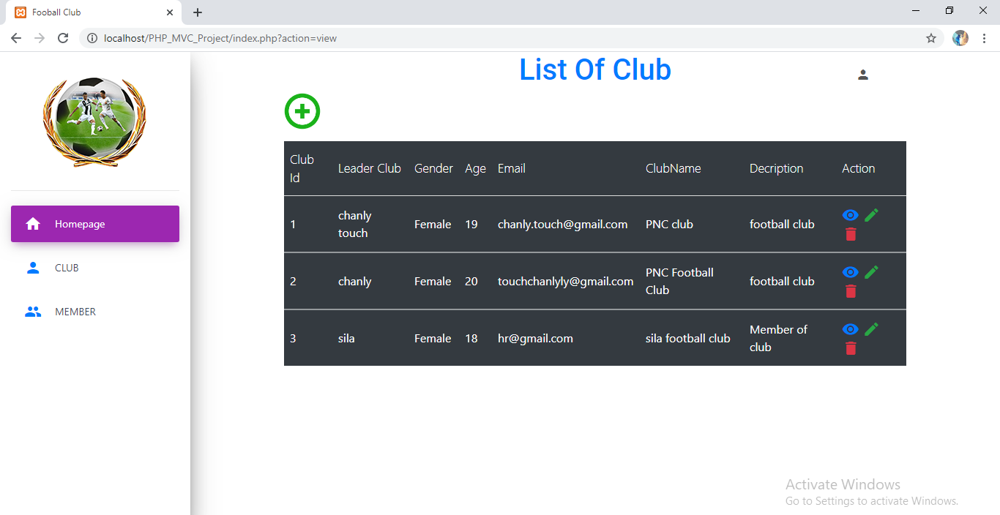 Fooball Club
localhost/PHP_MVC_Project/index.php?action=view
List Of Club
Homepage
CLUB
MEMBER
Club Id Leader Club Gender Age Email ClubName Decription Action
1 chanly touch Female 19 chanly.touch@gmail.com PNC club football club
2 chanly Female 20 touchchanlyly@gmail.com PNC Football Club football club
3 sila Female 18 hr@gmail.com sila football club Member of club
Activate Windows
Go to Settings to activate Windows.